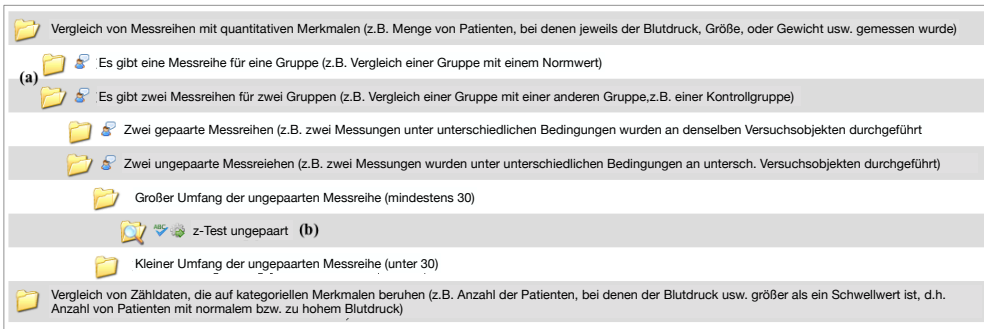 Vergleich von Messreihen mit quantitativen Merkmalen (z.B. Menge von Patienten, bei denen jeweils der Blutdruck, Größe, oder Gewicht usw. gemessen wurde)
Es gibt eine Messreihe für eine Gruppe (z.B. Vergleich einer Gruppe mit einem Normwert)
(a)
Es gibt zwei Messreihen für zwei Gruppen (z.B. Vergleich einer Gruppe mit einer anderen Gruppe,z.B. einer Kontrollgruppe)
Zwei gepaarte Messreihen (z.B. zwei Messungen unter unterschiedlichen Bedingungen wurden an denselben Versuchsobjekten durchgeführt
Zwei ungepaarte Messreiehen (z.B. zwei Messungen wurden unter unterschiedlichen Bedingungen an untersch. Versuchsobjekten durchgeführt)
Großer Umfang der ungepaarten Messreihe (mindestens 30)
ABC z-Test ungepaart (b)
Kleiner Umfang der ungepaarten Messreihe (unter 30)
Vergleich von Zähldaten, die auf kategoriellen Merkmalen beruhen (z.B. Anzahl der Patienten, bei denen der Blutdruck usw. größer als ein Schwellwert ist, d.h.
Anzahl von Patienten mit normalem bzw. zu hohem Blutdruck)